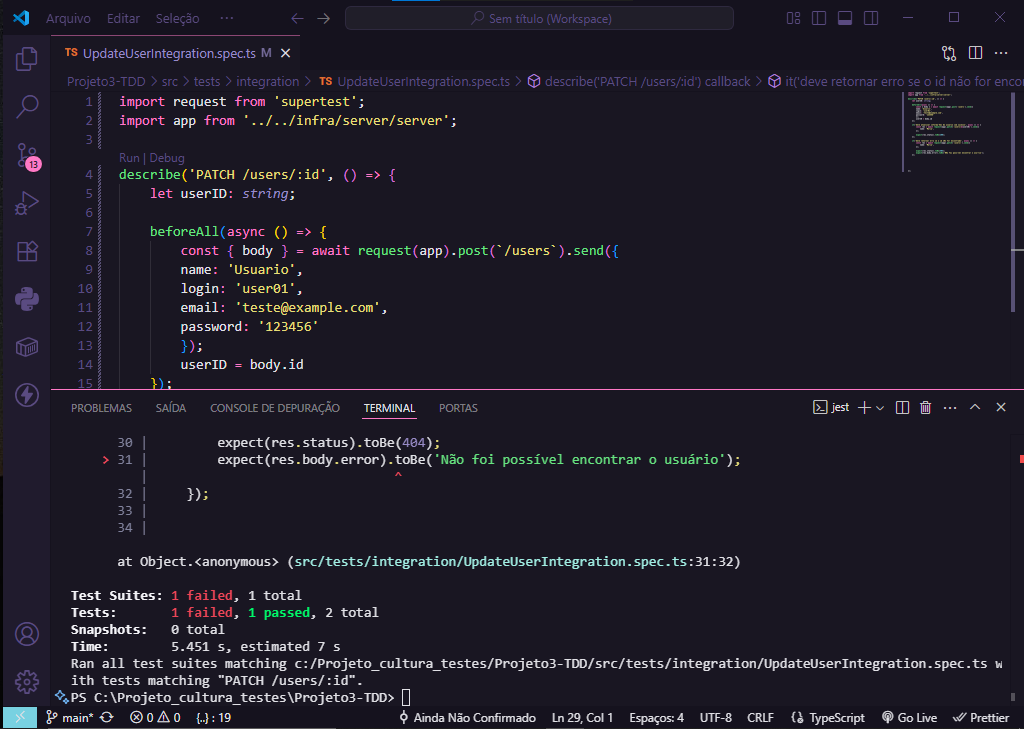 Arquivo Editar Seleção ··· Sem título (Workspace)
TS UpdateUserIntegration.spec.ts M
Projeto3-TDD > src > tests > integration > TS UpdateUserIntegration.spec.ts > describe('PATCH /users/:id') callback > it('deve retornar erro se o id não for encon
1 import request from 'supertest';
2 import app from '../../infra/server/server';
3
Run | Debug
4 describe('PATCH /users/:id', () => {
5 let userID: string;
6
7 beforeAll(async () => {
8 const { body } = await request(app).post(`/users`).send({
9 name: 'Usuario',
10 login: 'user01',
11 email: 'teste@example.com',
12 password: '123456'
13 });
14 userID = body.id
15 });
13
PROBLEMAS SAÍDA CONSOLE DE DEPURAÇÃO TERMINAL PORTAS jest
30 | expect(res.status).toBe(404);
> 31 | expect(res.body.error).toBe('Não foi possível encontrar o usuário');
| ^
32 | });
33 |
34 |
at Object.<anonymous> (src/tests/integration/UpdateUserIntegration.spec.ts:31:32)
Test Suites: 1 failed, 1 total
Tests: 1 failed, 1 passed, 2 total
Snapshots: 0 total
Time: 5.451 s, estimated 7 s
Ran all test suites matching c:/Projeto_cultura_testes/Projeto3-TDD/src/tests/integration/UpdateUserIntegration.spec.ts w
ith tests matching "PATCH /users/:id".
PS C:\Projeto_cultura_testes\Projeto3-TDD>
main* 0 0 {..} : 19 Ainda Não Confirmado Ln 29, Col 1 Espaços: 4 UTF-8 CRLF TypeScript Go Live Prettier